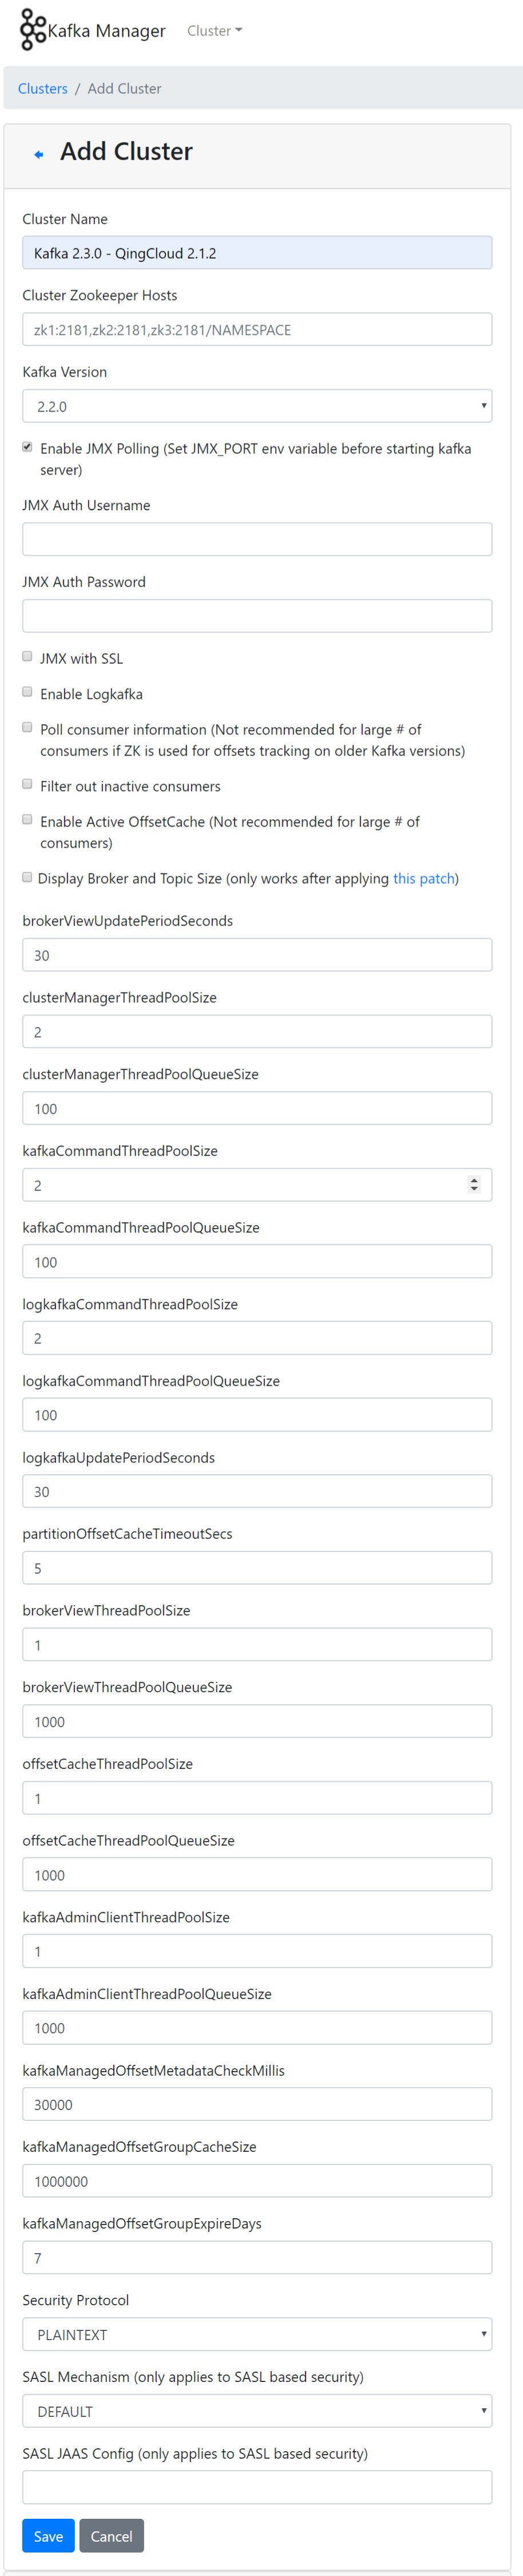 Kafka Manager Cluster
Clusters / Add Cluster
Add Cluster
Cluster Name
Kafka 2.3.0 - QingCloud 2.1.2
Cluster Zookeeper Hosts
zk1:2181,zk2:2181,zk3:2181/NAMESPACE
Kafka Version
2.2.0
Enable JMX Polling (Set JMX_PORT env variable before starting kafka
server)
JMX Auth Username
JMX Auth Password
JMX with SSL
Enable Logkafka
Poll consumer information (Not recommended for large # of
consumers if ZK is used for offsets tracking on older Kafka versions)
Filter out inactive consumers
Enable Active OffsetCache (Not recommended for large # of
consumers)
Display Broker and Topic Size (only works after applying this patch)
brokerViewUpdatePeriodSeconds
30
clusterManagerThreadPoolSize
2
clusterManagerThreadPoolQueueSize
100
kafkaCommandThreadPoolSize
2
kafkaCommandThreadPoolQueueSize
100
logkafkaCommandThreadPoolSize
2
logkafkaCommandThreadPoolQueueSize
100
logkafkaUpdatePeriodSeconds
30
partitionOffsetCacheTimeoutSecs
5
brokerViewThreadPoolSize
1
brokerViewThreadPoolQueueSize
1000
offsetCacheThreadPoolSize
1
offsetCacheThreadPoolQueueSize
1000
kafkaAdminClientThreadPoolSize
1
kafkaAdminClientThreadPoolQueueSize
1000
kafkaManagedOffsetMetadataCheckMillis
30000
kafkaManagedOffsetGroupCacheSize
1000000
kafkaManagedOffsetGroupExpireDays
7
Security Protocol
PLAINTEXT
SASL Mechanism (only applies to SASL based security)
DEFAULT
SASL JAAS Config (only applies to SASL based security)
Save Cancel